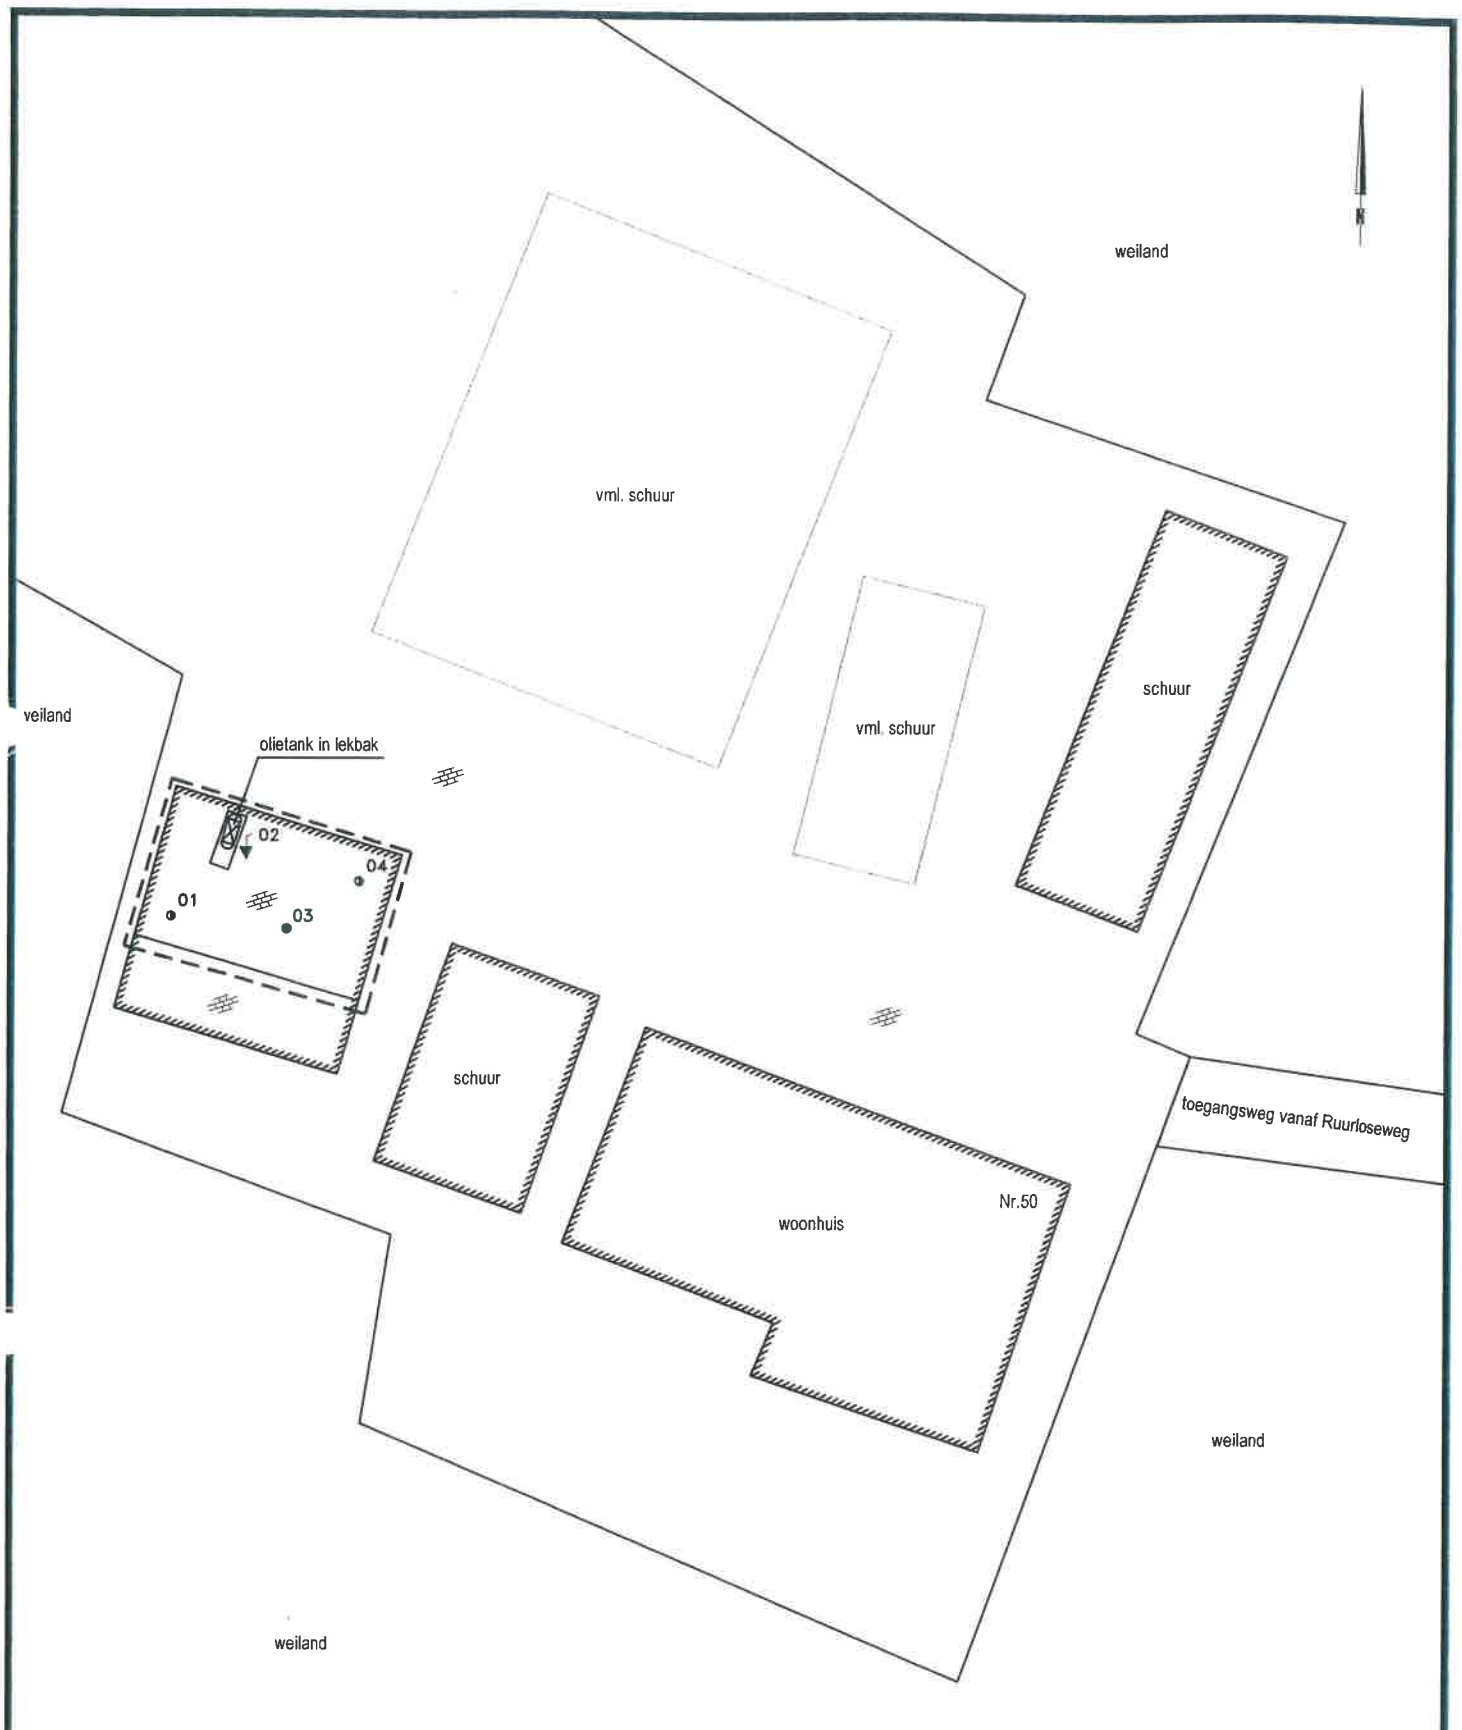 N
weiland
vml. schuur
schuur
veiland
vml. schuur
olietank in lekbak
02
04
01
03
schuur
toegangsweg vanaf Ruurloseweg
Nr.50
woonhuis
weiland
weiland